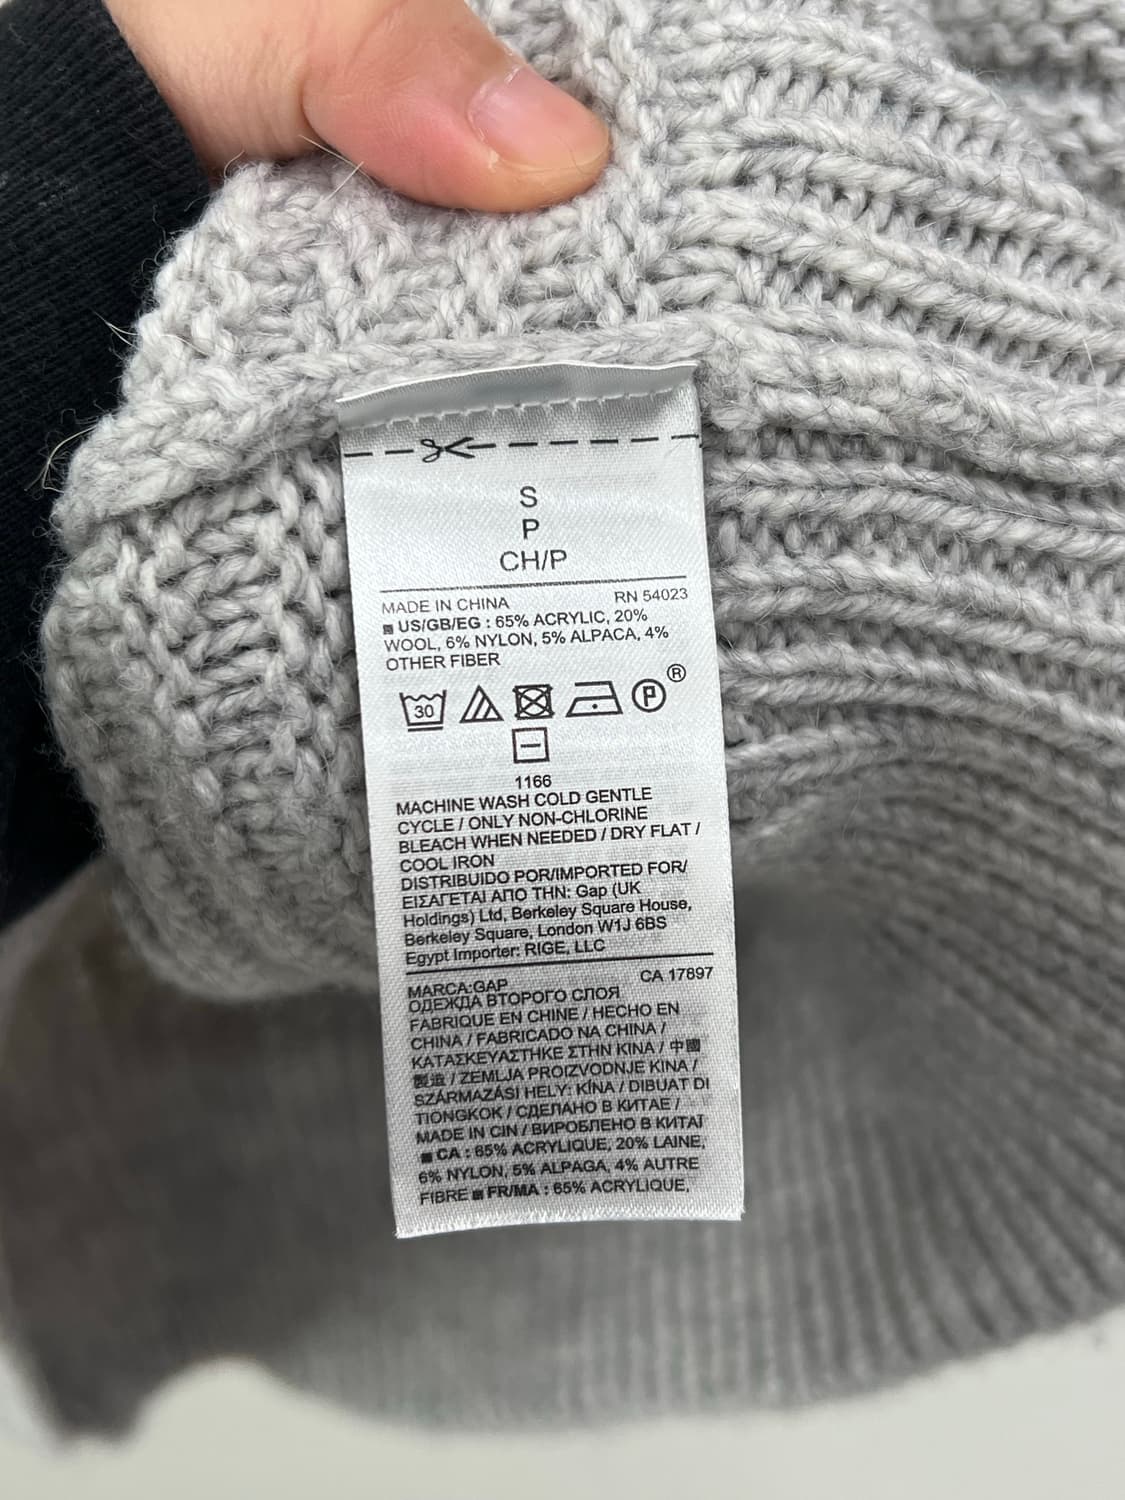 S
P
CH/P
MADE IN CHINA RN 54023
US/GB/EG : 65% ACRYLIC, 20%
WOOL, 6% NYLON, 5% ALPACA, 4%
OTHER FIBER
30 P ®
1166
MACHINE WASH COLD GENTLE
CYCLE / ONLY NON-CHLORINE
BLEACH WHEN NEEDED / DRY FLAT /
COOL IRON
DISTRIBUIDO POR/IMPORTED FOR/
ΕΙΣΑΓΕΤΑΙ ΑΠΟ ΤΗΝ: Gap (UK
Holdings) Ltd, Berkeley Square House,
Berkeley Square, London W1J 6BS
Egypt Importer: RIGE, LLC
MARCA:GAP CA 17897
ОДЕЖДА ВТОРОГО СЛОЯ
FABRIQUE EN CHINE / HECHO EN
CHINA / FABRICADO NA CHINA /
ΚΑΤΑΣΚΕΥΑΣΤΗΚΕ ΣΤΗΝ ΚΙΝΑ / 中國
製造 / ZEMLJA PROIZVODNJE KINA /
SZÁRMAZÁSI HELY: KÍNA / DIBUAT DI
TIONGKOK / СДЕЛАНО В КИТАЕ /
MADE IN CIN / ВИРОБЛЕНО В КИТАЇ
CA : 65% ACRYLIQUE, 20% LAINE,
6% NYLON, 5% ALPAGA, 4% AUTRE
FIBRE FR/MA : 65% ACRYLIQUE,